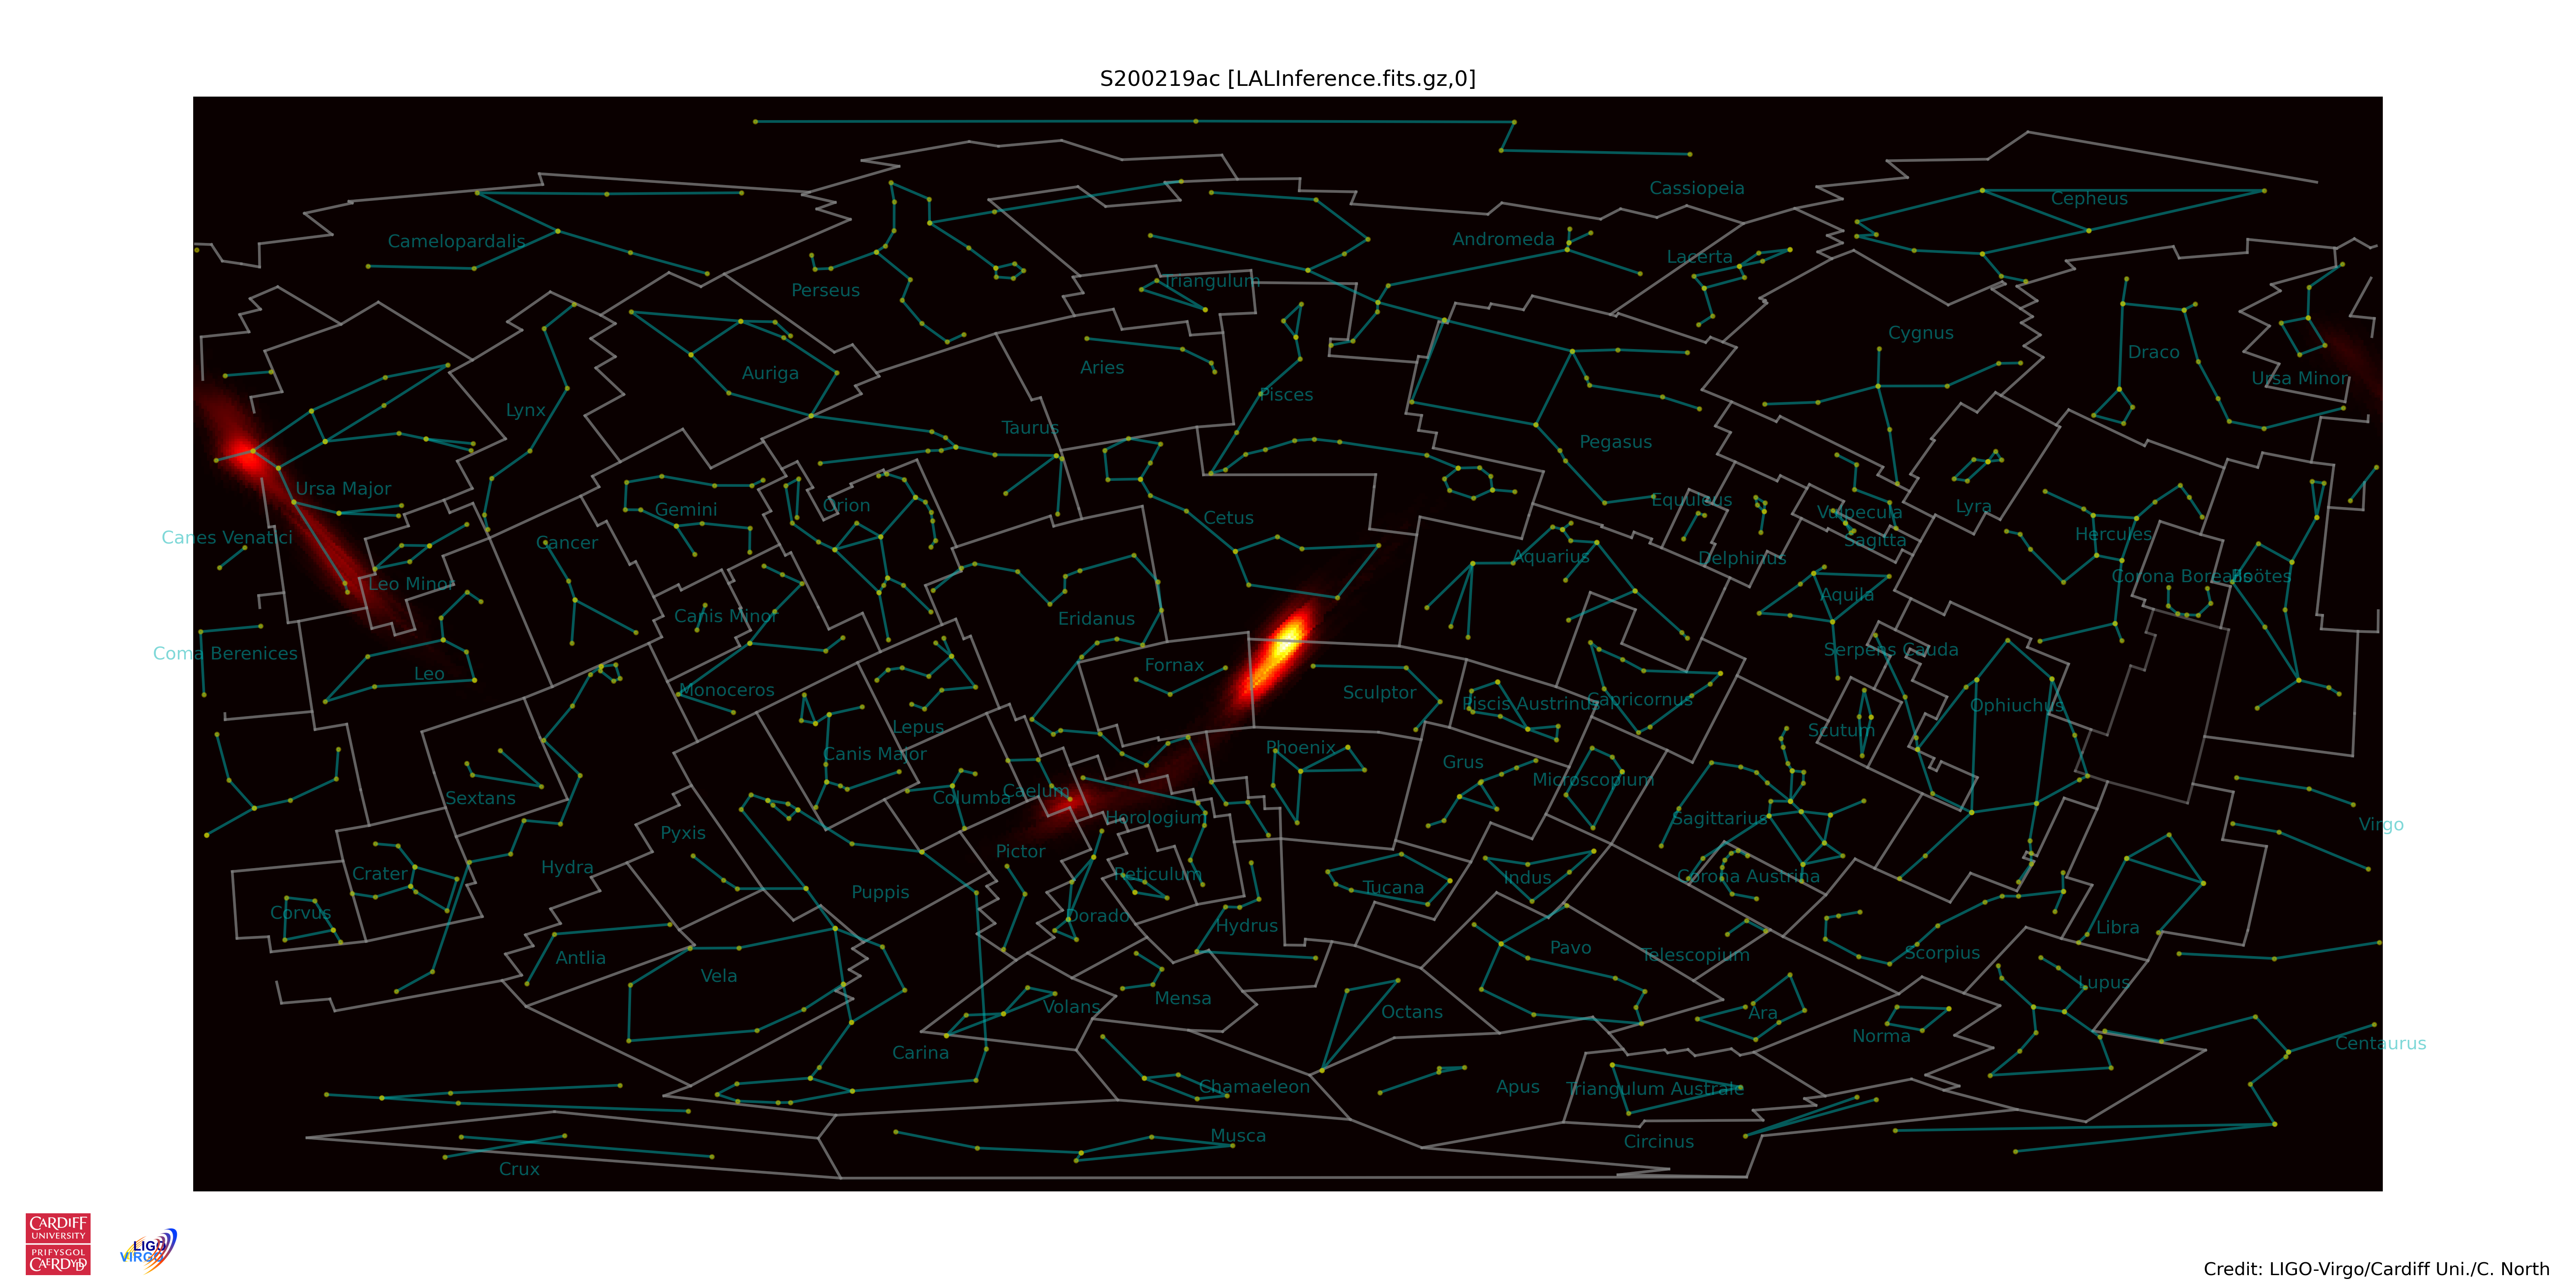 S200219ac [LALInference.fits.gz,0]
Cassiopeia
Cepheus
Camelopardalis
Andromeda
Lacerta
Triangulum
Perseus
Cygnus
Draco
Aries
Auriga
Ursa Minor
Pisces
Lynx
Taurus
Pegasus
Ursa Major
Equuleus
Orion
Lyra
Gemini
Vulpecula
Cetus
Hercules
Canes Venatici
Sagitta
Cancer
Aquarius
Delphinus
Corona Borealis
Boötes
Leo Minor
Aquila
Canis Minor
Eridanus
Serpens Cauda
Coma Berenices
Fornax
Leo
Monoceros
Sculptor
Capricornus
Piscis Austrinus
Ophiuchus
Lepus
Scutum
Phoenix
Canis Major
Grus
Microscopium
Caelum
Columba
Sextans
Horologium
Sagittarius
Virgo
Pyxis
Pictor
Hydra
Crater
Reticulum
Indus
Corona Austrina
Tucana
Puppis
Corvus
Dorado
Hydrus
Libra
Pavo
Telescopium
Scorpius
Antlia
Vela
Lupus
Mensa
Volans
Octans
Ara
Norma
Centaurus
Carina
Chamaeleon
Apus
Triangulum Australe
Musca
Circinus
Crux
CARDIFF
UNIVERSITY
PRIFYSGOL
CAERDYDD
LIGO
VIRGO
Credit: LIGO-Virgo/Cardiff Uni./C. North